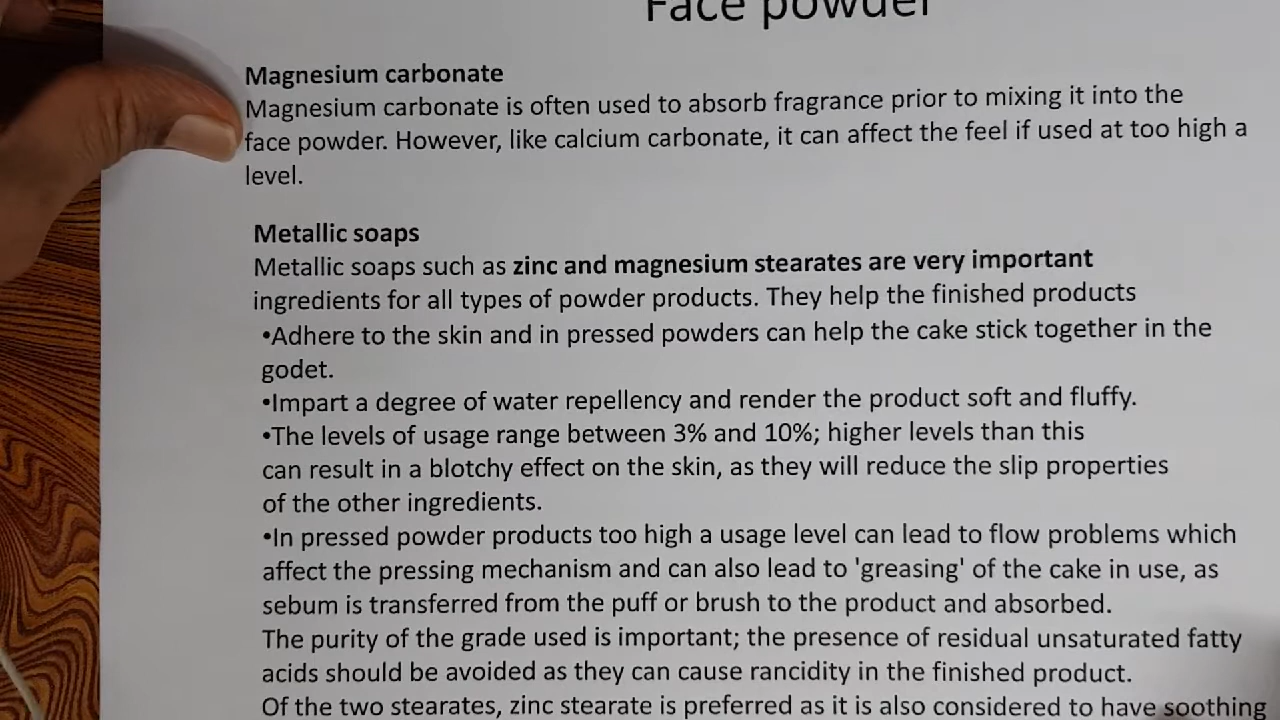 Face powder
Magnesium carbonate
Magnesium carbonate is often used to absorb fragrance prior to mixing it into the
face powder. However, like calcium carbonate, it can affect the feel if used at too high a
level.
Metallic soaps
Metallic soaps such as zinc and magnesium stearates are very important
ingredients for all types of powder products. They help the finished products
•Adhere to the skin and in pressed powders can help the cake stick together in the
godet.
•Impart a degree of water repellency and render the product soft and fluffy.
•The levels of usage range between 3% and 10%; higher levels than this
can result in a blotchy effect on the skin, as they will reduce the slip properties
of the other ingredients.
•In pressed powder products too high a usage level can lead to flow problems which
affect the pressing mechanism and can also lead to 'greasing' of the cake in use, as
sebum is transferred from the puff or brush to the product and absorbed.
The purity of the grade used is important; the presence of residual unsaturated fatty
acids should be avoided as they can cause rancidity in the finished product.
Of the two stearates, zinc stearate is preferred as it is also considered to have soothing